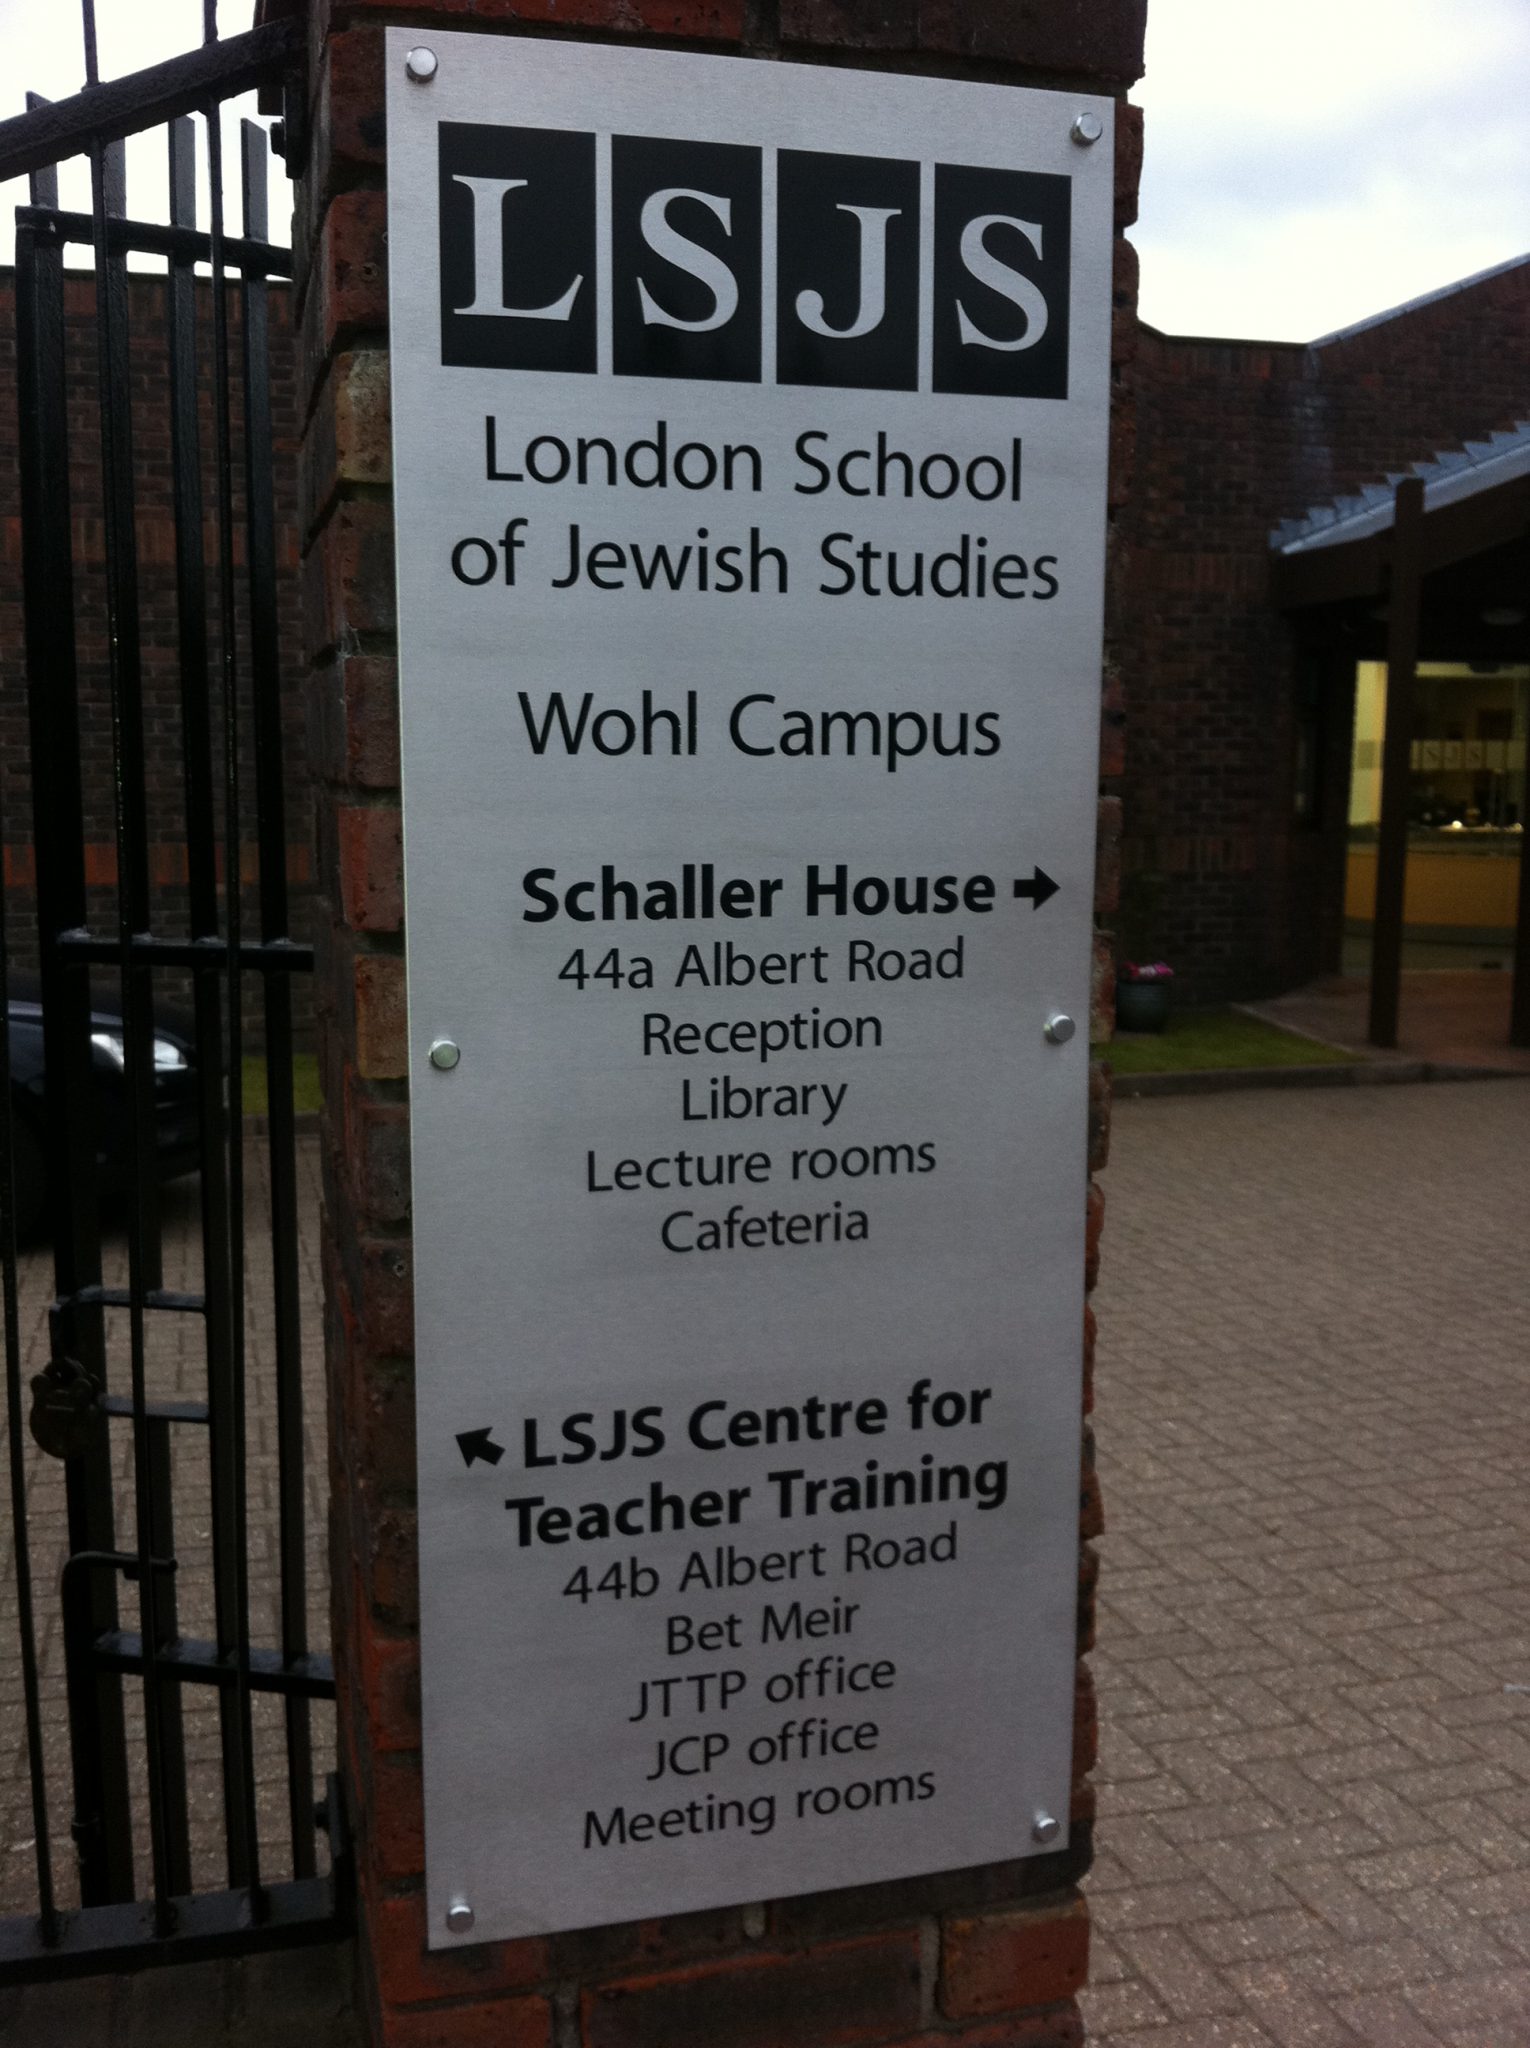 LSJS
London School
of Jewish Studies
Wohl Campus
Schaller House →
44a Albert Road
Reception
Library
Lecture rooms
Cafeteria
↖ LSJS Centre for
Teacher Training
44b Albert Road
Bet Meir
JTTP office
JCP office
Meeting rooms
LSJS